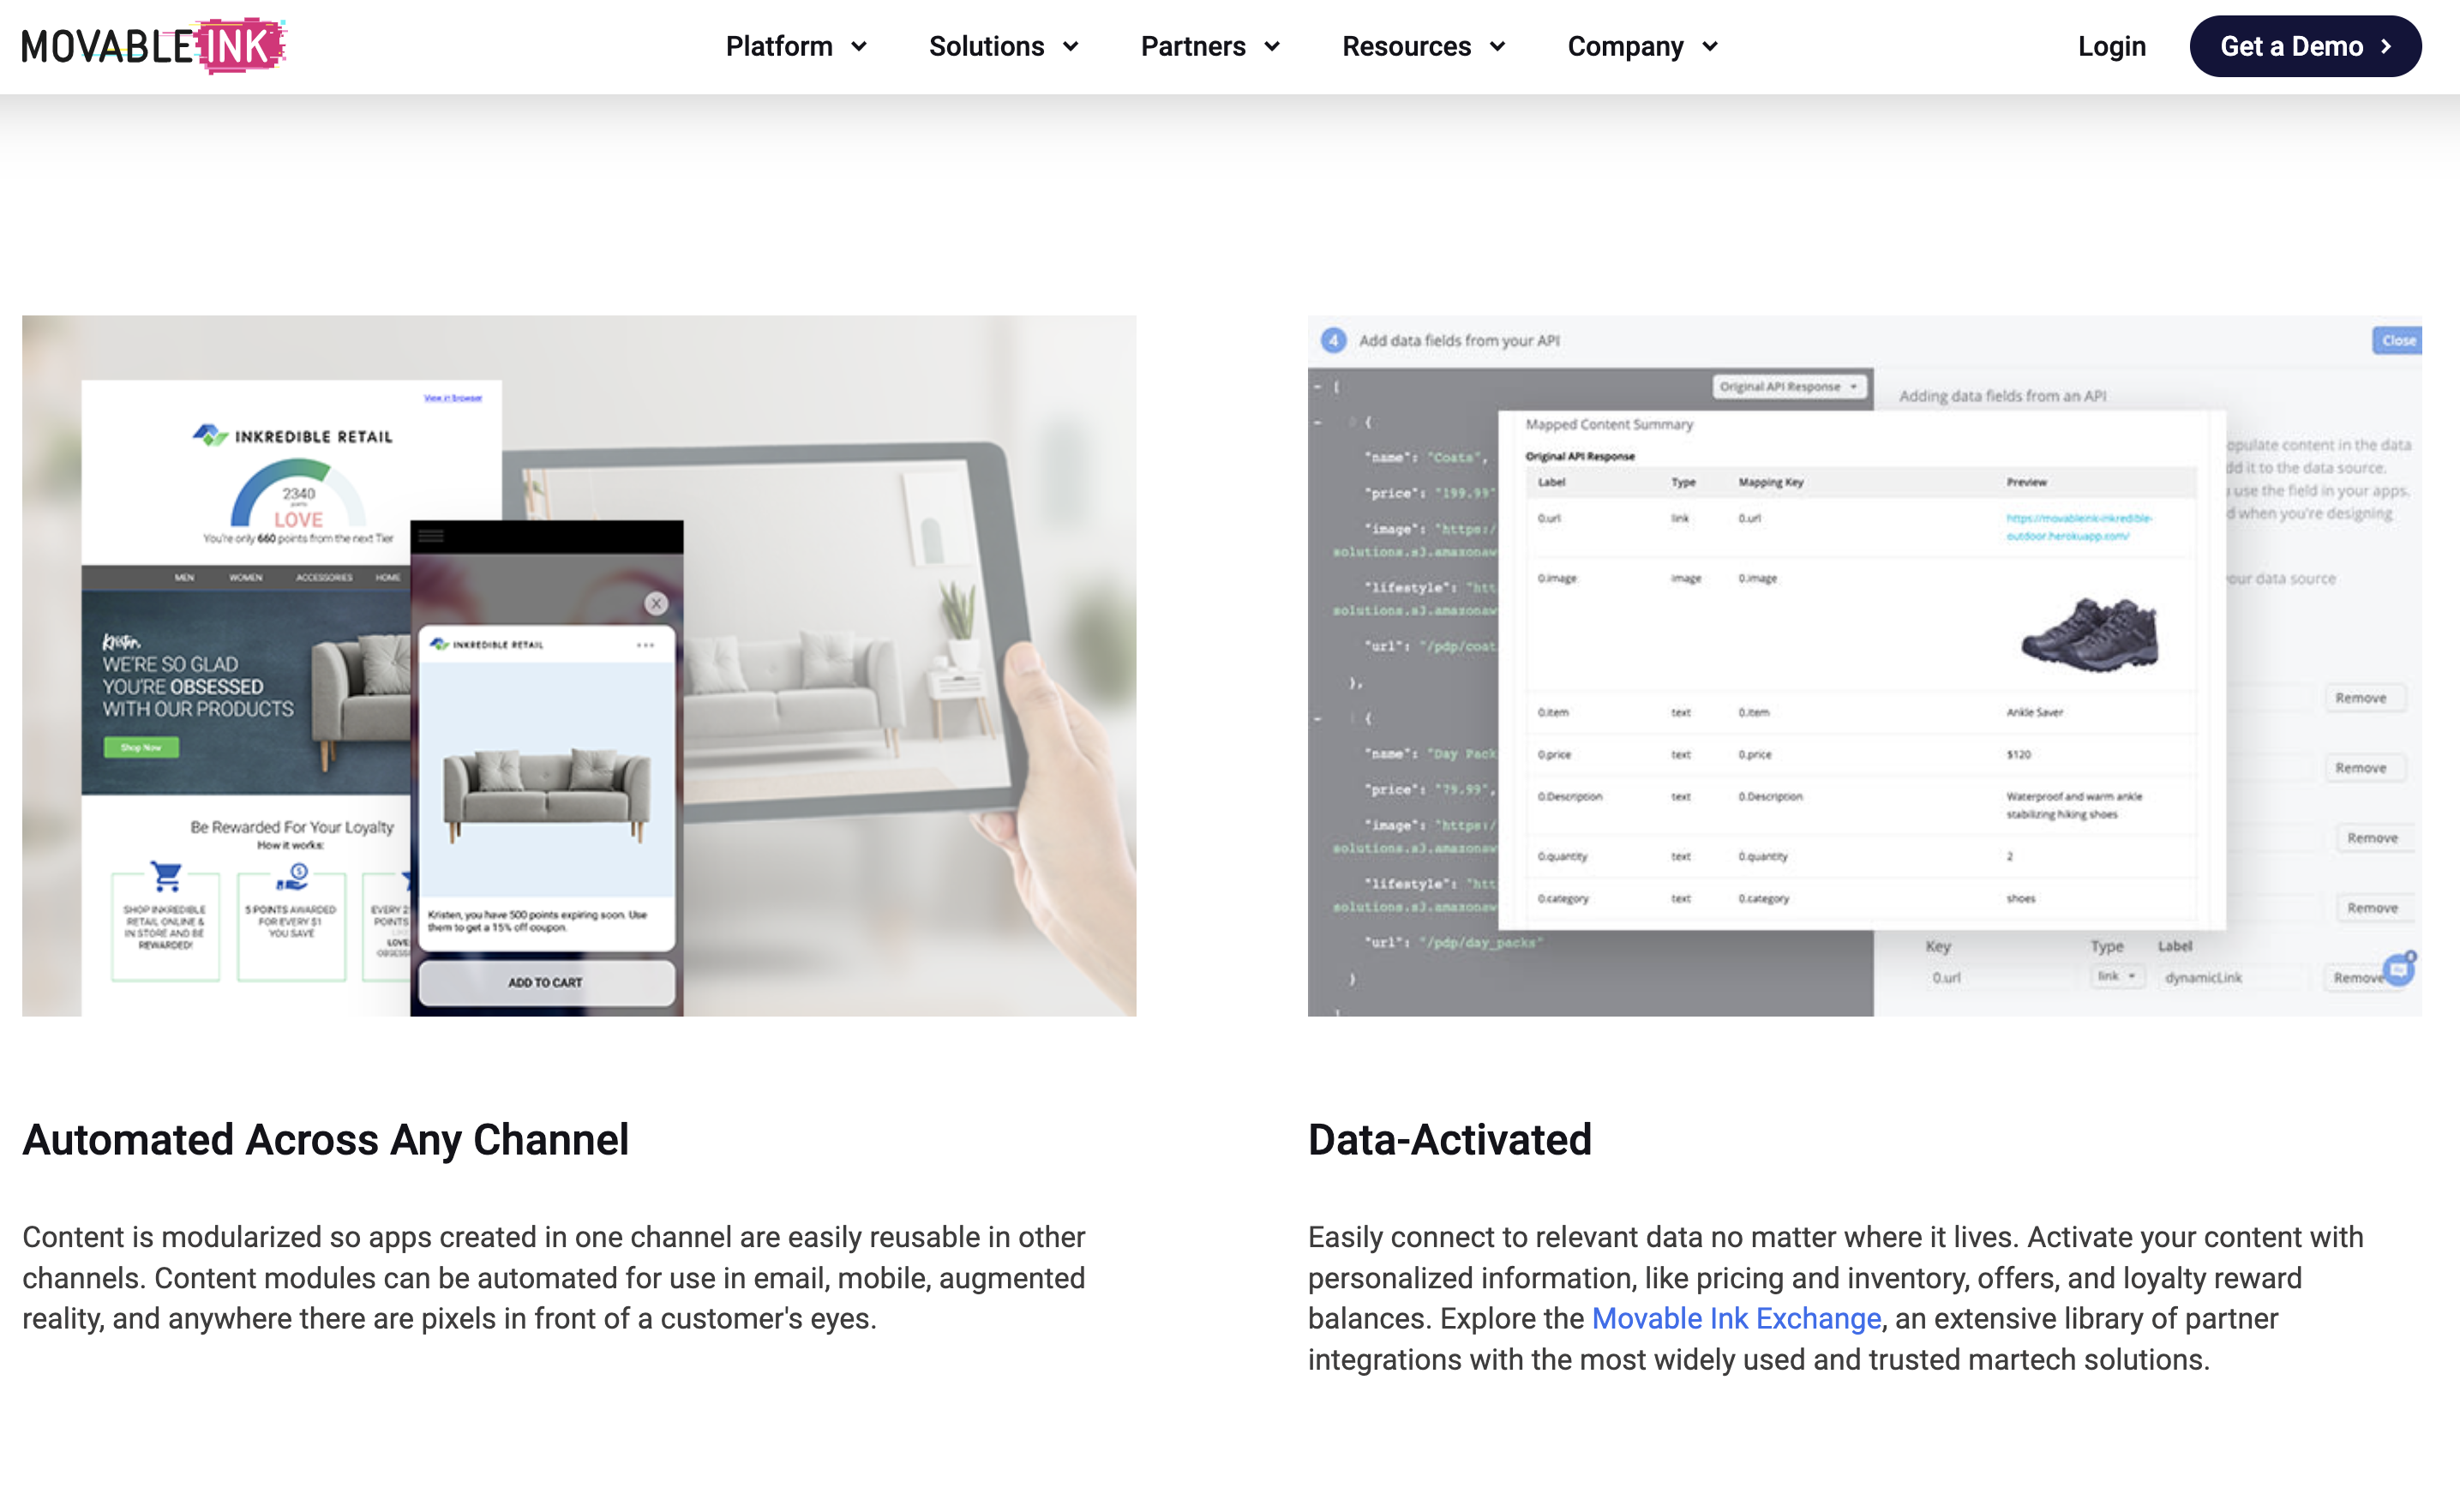 MOVABLE INK
Platform
Solutions
Partners
Resources
Company
Login
Get a Demo
View in Browser
INKREDIBLE RETAIL
2340
points
LOVE
You're only 660 points from the next Tier
MEN WOMEN ACCESSORIES HOME
Kristen,
WE'RE SO GLAD
YOU'RE OBSESSED
WITH OUR PRODUCTS
Shop Now
Be Rewarded For Your Loyalty
How it works:
SHOP INKREDIBLE
RETAIL ONLINE &
IN STORE AND BE
REWARDED!
5 POINTS AWARDED
FOR EVERY $1
YOU SAVE
EVERY 2
POINTS
LOVE
X
INKREDIBLE RETAIL
Kristen, you have 500 points expiring soon. Use
them to get a 15% off coupon.
ADD TO CART
4 Add data fields from your API
Close
Original API Response
[
{
"name": "Coats",
"price": "199.99"
"image": "https:/
solutions.s3.amazonaw
"lifestyle": "htt
solutions.s3.amazonaw
"url": "/pdp/coat
},
{
"name": "Day Pack
"price": "79.99",
"image": "https:/
solutions.s3.amazonaw
"lifestyle": "htt
solutions.s3.amazonaw
"url": "/pdp/day_packs"
}
Adding data fields from an API
opulate content in the data
dd it to the data source.
use the field in your apps.
d when you're designing
our data source
Mapped Content Summary
Original API Response
Label Type Mapping Key Preview
0.url link 0.url https://movableink-inkredible-
outdoor.herokuapp.com/
0.image image 0.image
0.item text 0.item Ankle Saver
0.price text 0.price $120
0.Description text 0.Description Waterproof and warm ankle
stabilizing hiking shoes
0.quantity text 0.quantity 2
0.category text 0.category shoes
Remove
Remove
Remove
Remove
Key Type Label
0.url link dynamicLink Remove
Automated Across Any Channel
Content is modularized so apps created in one channel are easily reusable in other
channels. Content modules can be automated for use in email, mobile, augmented
reality, and anywhere there are pixels in front of a customer's eyes.
Data-Activated
Easily connect to relevant data no matter where it lives. Activate your content with
personalized information, like pricing and inventory, offers, and loyalty reward
balances. Explore the Movable Ink Exchange, an extensive library of partner
integrations with the most widely used and trusted martech solutions.